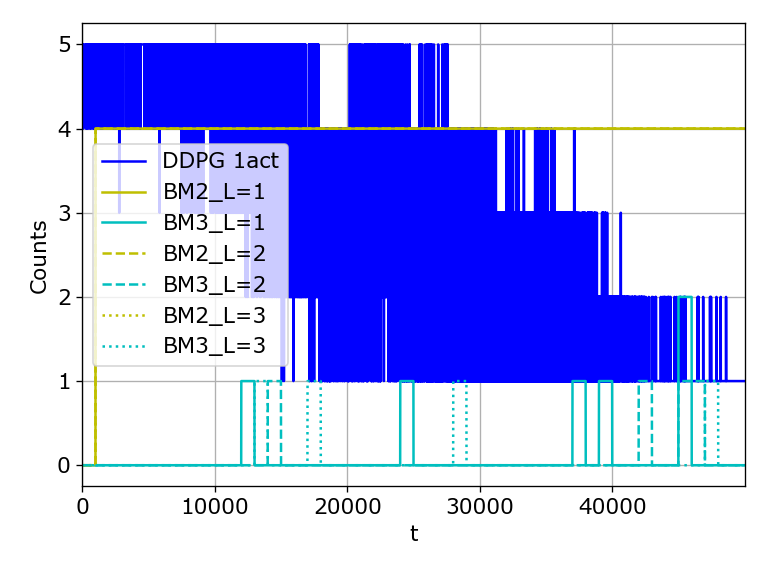 Counts
5
4
3
2
1
0
DDPG 1act
BM2_L=1
BM3_L=1
BM2_L=2
BM3_L=2
BM2_L=3
BM3_L=3
0
10000
20000
30000
40000
t